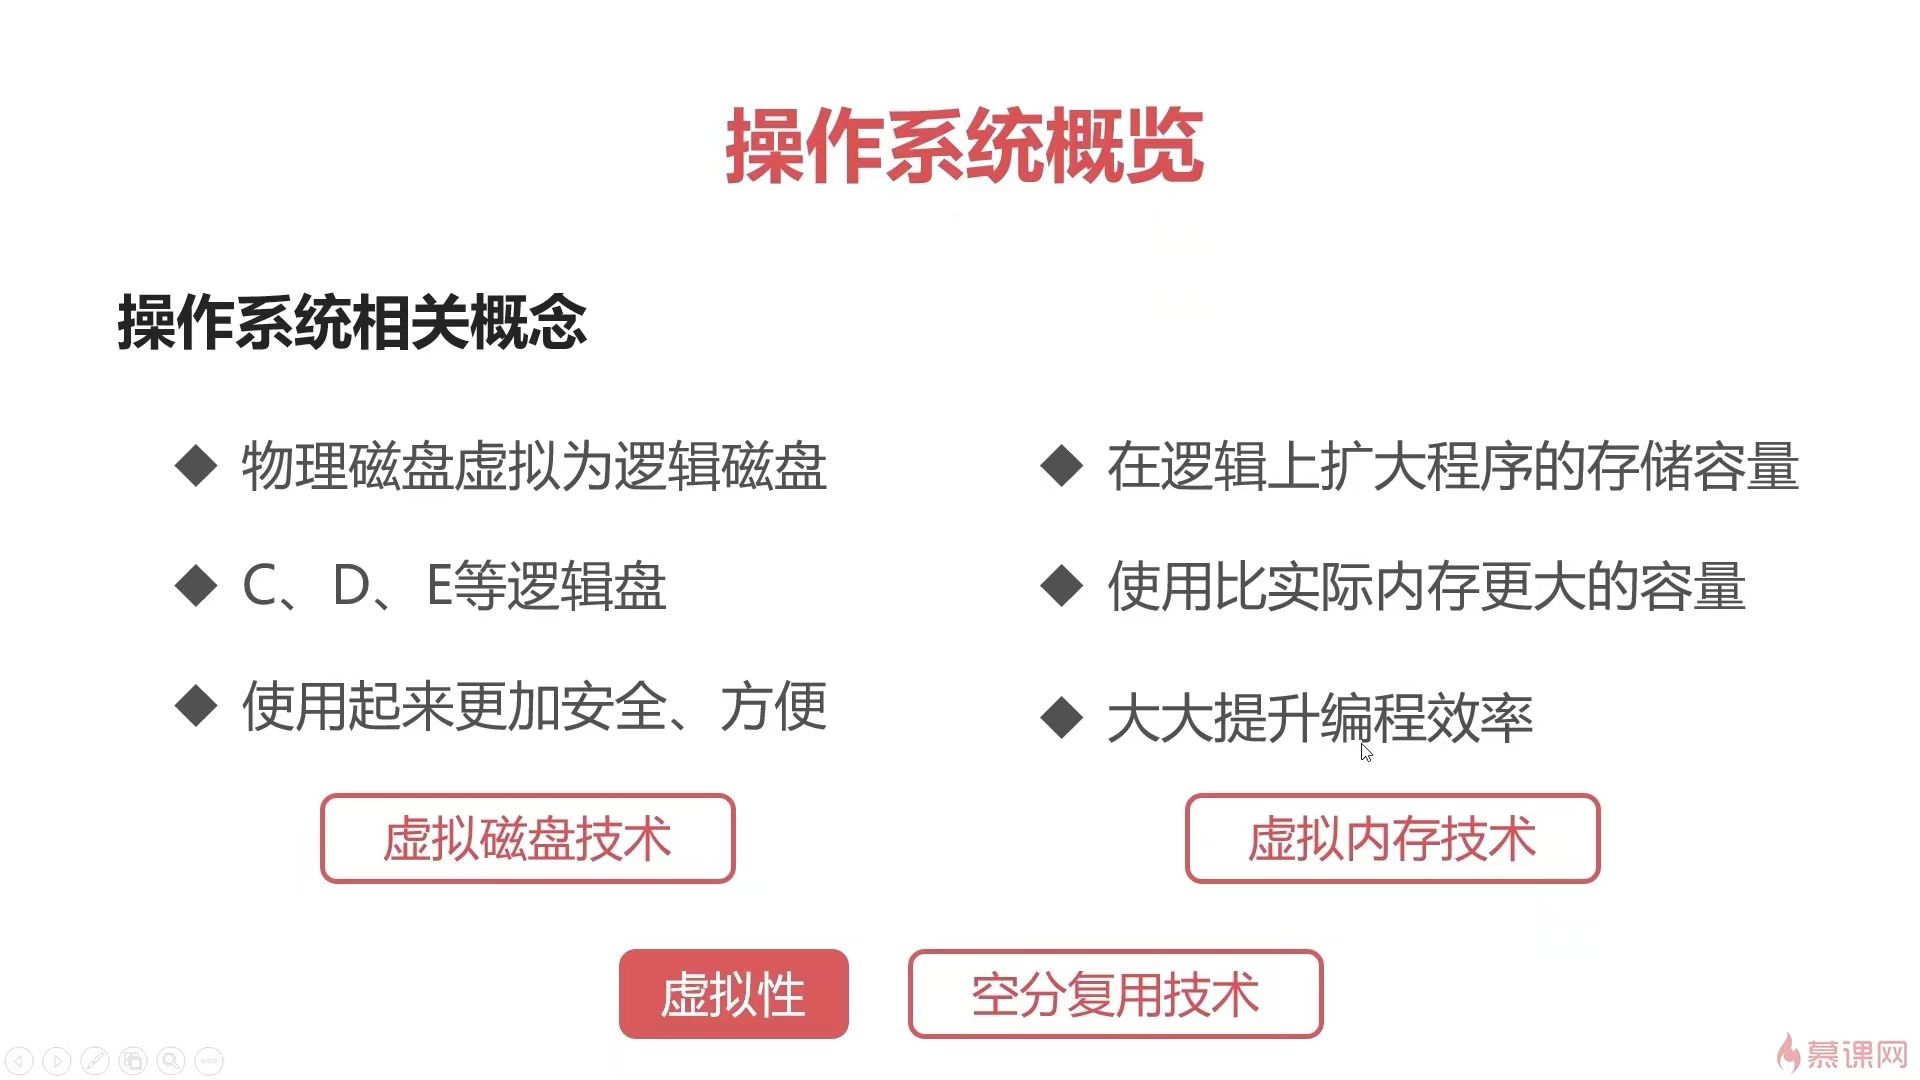 操作系统概览
操作系统相关概念
◆ 物理磁盘虚拟为逻辑磁盘
◆ C、D、E等逻辑盘
◆ 使用起来更加安全、方便
虚拟磁盘技术
◆ 在逻辑上扩大程序的存储容量
◆ 使用比实际内存更大的容量
◆ 大大提升编程效率
虚拟内存技术
虚拟性
空分复用技术
慕课网